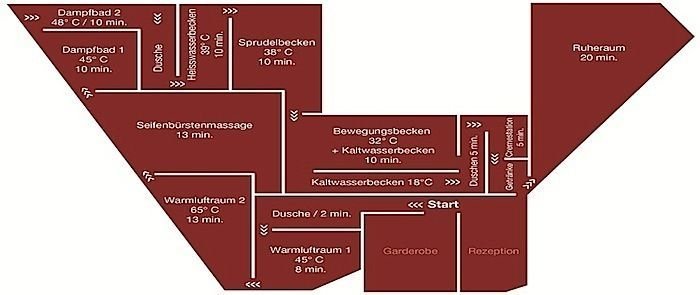 Dampfbad 2
48° C / 10 min.
Dampfbad 1
45° C
10 min.
Dusche
Heisswasserbecken
39° C
10 min.
Sprudelbecken
38° C
10 min.
Ruheraum
20 min.
Seifenbürstenmassage
13 min.
Bewegungsbecken
32° C
+ Kaltwasserbecken
10 min.
Duschen 5 min.
Cremestation
5 min.
Getränke
Kaltwasserbecken 18°C
Warmluftraum 2
65° C
13 min.
Start
Dusche / 2 min.
Warmluftraum 1
45° C
8 min.
Garderobe
Rezeption